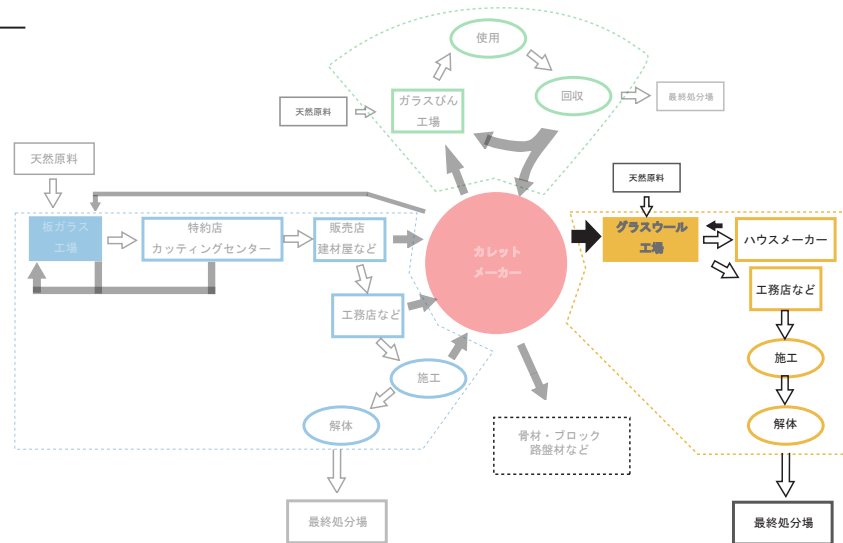 使用
回収
最終処分場
ガラスびん
工場
天然原料
天然原料
天然原料
板ガラス
工場
特約店
カッティングセンター
販売店
建材屋など
カレット
メーカー
グラスウール
工場
ハウスメーカー
工務店など
工務店など
施工
施工
解体
解体
骨材・ブロック
路盤材など
最終処分場
最終処分場